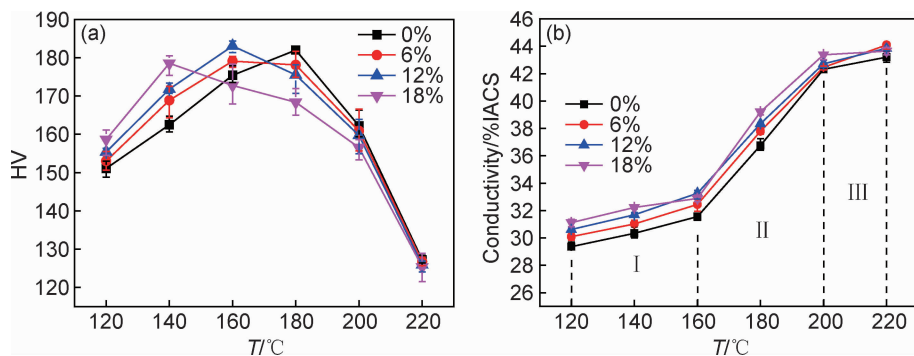 (a)
0%
6%
12%
18%
HV
190
180
170
160
150
140
130
120
120 140 160 180 200 220
T/℃
(b)
0%
6%
12%
18%
Conductivity/%IACS
46
44
42
40
38
36
34
32
30
28
26
I
II
III
120 140 160 180 200 220
T/℃